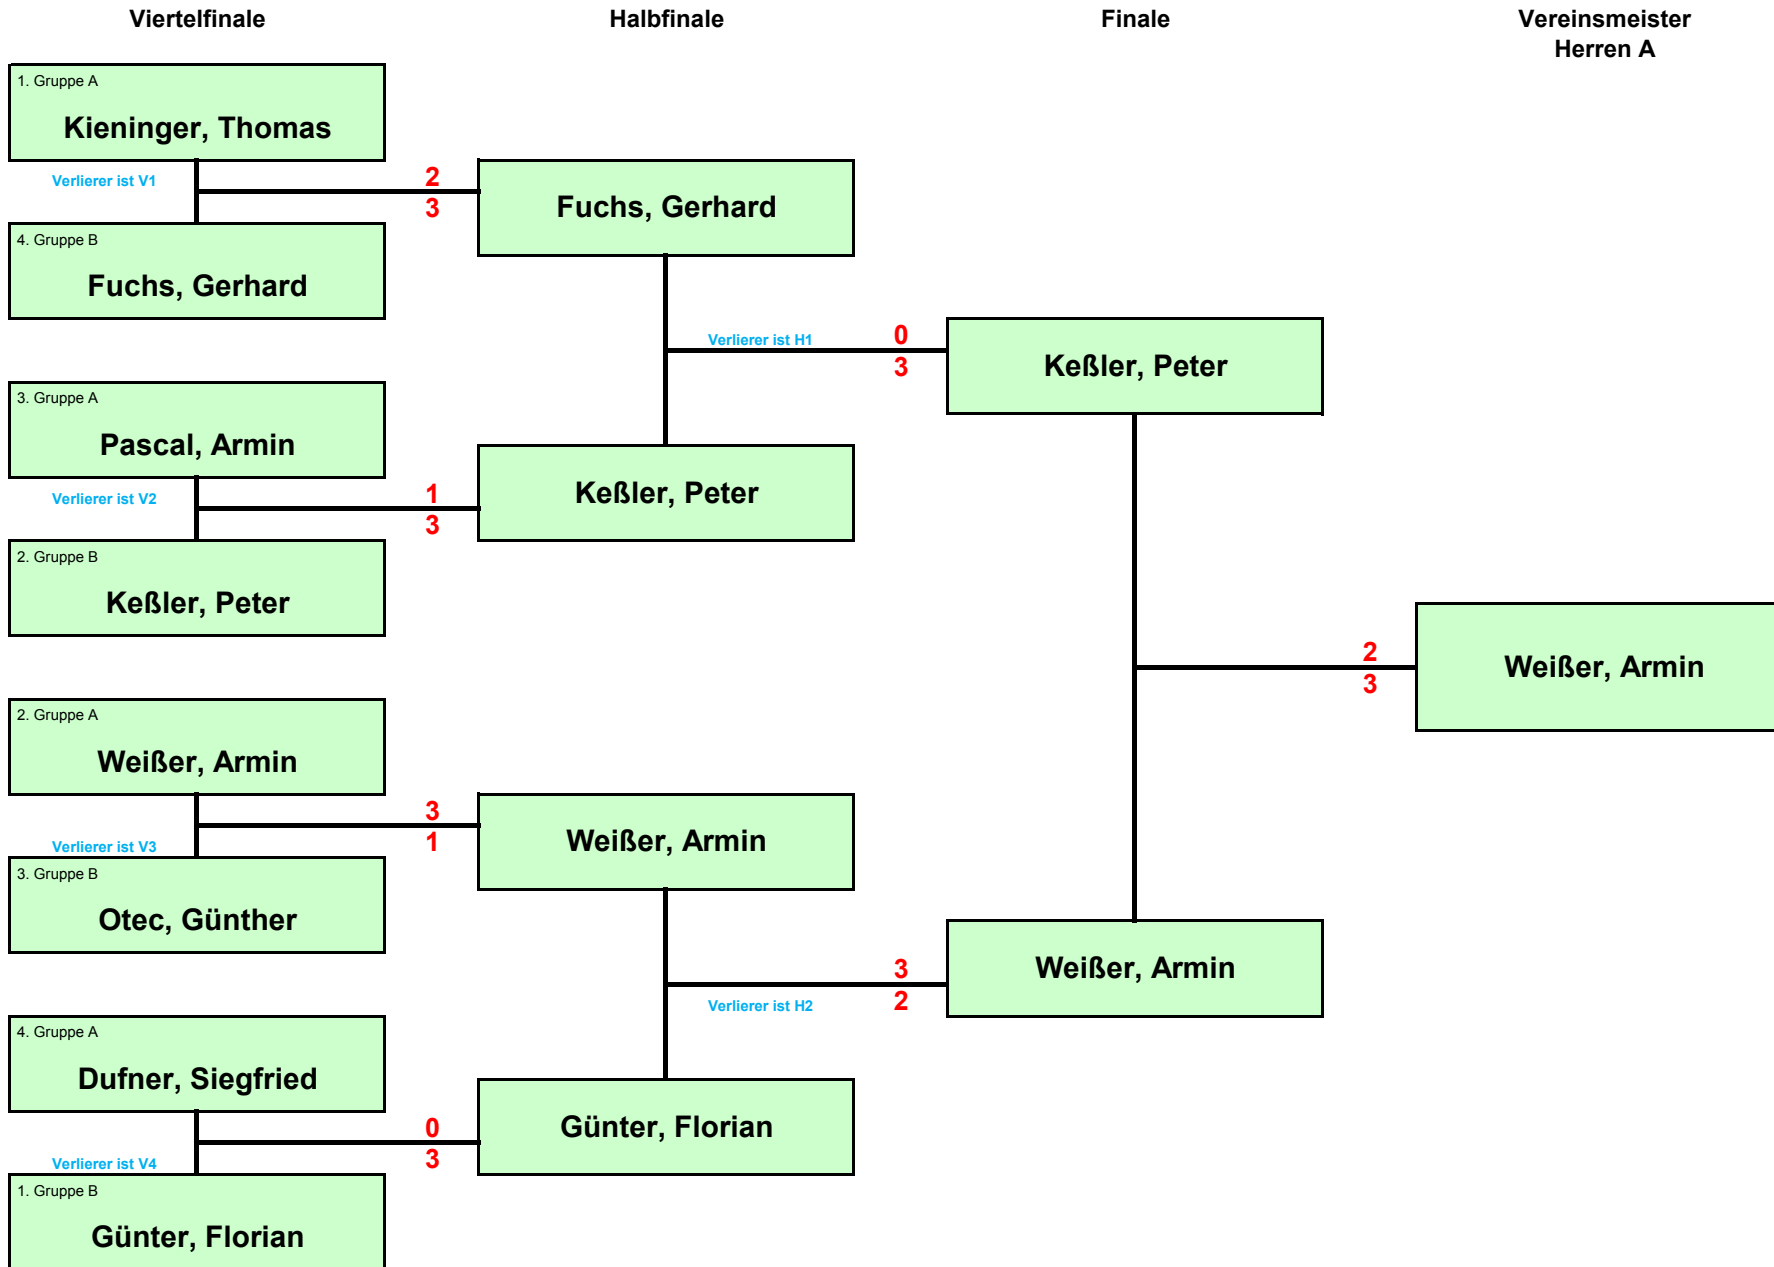 Viertelfinale
Halbfinale
Finale
Vereinsmeister
Herren A
1. Gruppe A
Kieninger, Thomas
Verlierer ist V1
2
3
4. Gruppe B
Fuchs, Gerhard
Fuchs, Gerhard
Verlierer ist H1
0
3
Keßler, Peter
3. Gruppe A
Pascal, Armin
Verlierer ist V2
1
3
2. Gruppe B
Keßler, Peter
Keßler, Peter
2
3
Weißer, Armin
2. Gruppe A
Weißer, Armin
Verlierer ist V3
3
1
3. Gruppe B
Otec, Günther
Weißer, Armin
Verlierer ist H2
3
2
Weißer, Armin
4. Gruppe A
Dufner, Siegfried
Verlierer ist V4
0
3
1. Gruppe B
Günter, Florian
Günter, Florian